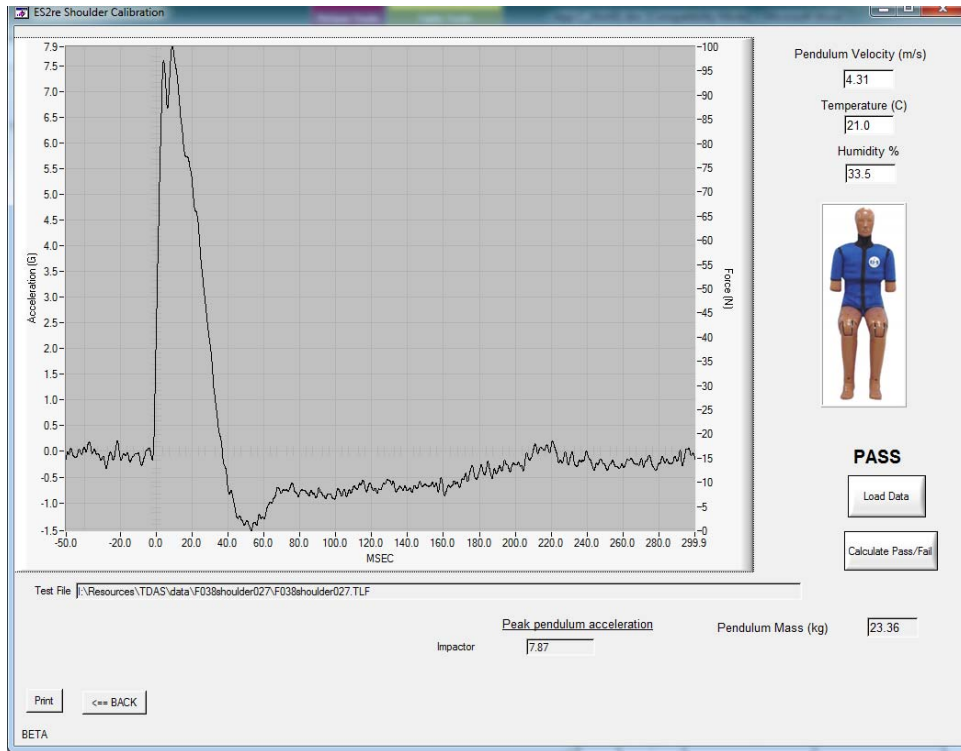 ES2re Shoulder Calibration
7.9
7.5
7.0
6.5
6.0
5.5
5.0
4.5
4.0
3.5
3.0
2.5
2.0
1.5
1.0
0.5
0.0
-0.5
-1.0
-1.5
Acceleration [G]
-50.0 -20.0 0.0 20.0 40.0 60.0 80.0 100.0 120.0 140.0 160.0 180.0 200.0 220.0 240.0 260.0 280.0 299.9
MSEC
100
95
90
85
80
75
70
65
60
55
50
45
40
35
30
25
20
15
10
5
0
Force [N]
Pendulum Velocity (m/s)
4.31
Temperature (C)
21.0
Humidity %
33.5
PASS
Load Data
Calculate Pass/Fail
Test File I:\Resources\TDAS\data\F038shoulder027\F038shoulder027.TLF
Peak pendulum acceleration
Impactor 7.87
Pendulum Mass (kg) 23.36
Print
<== BACK
BETA